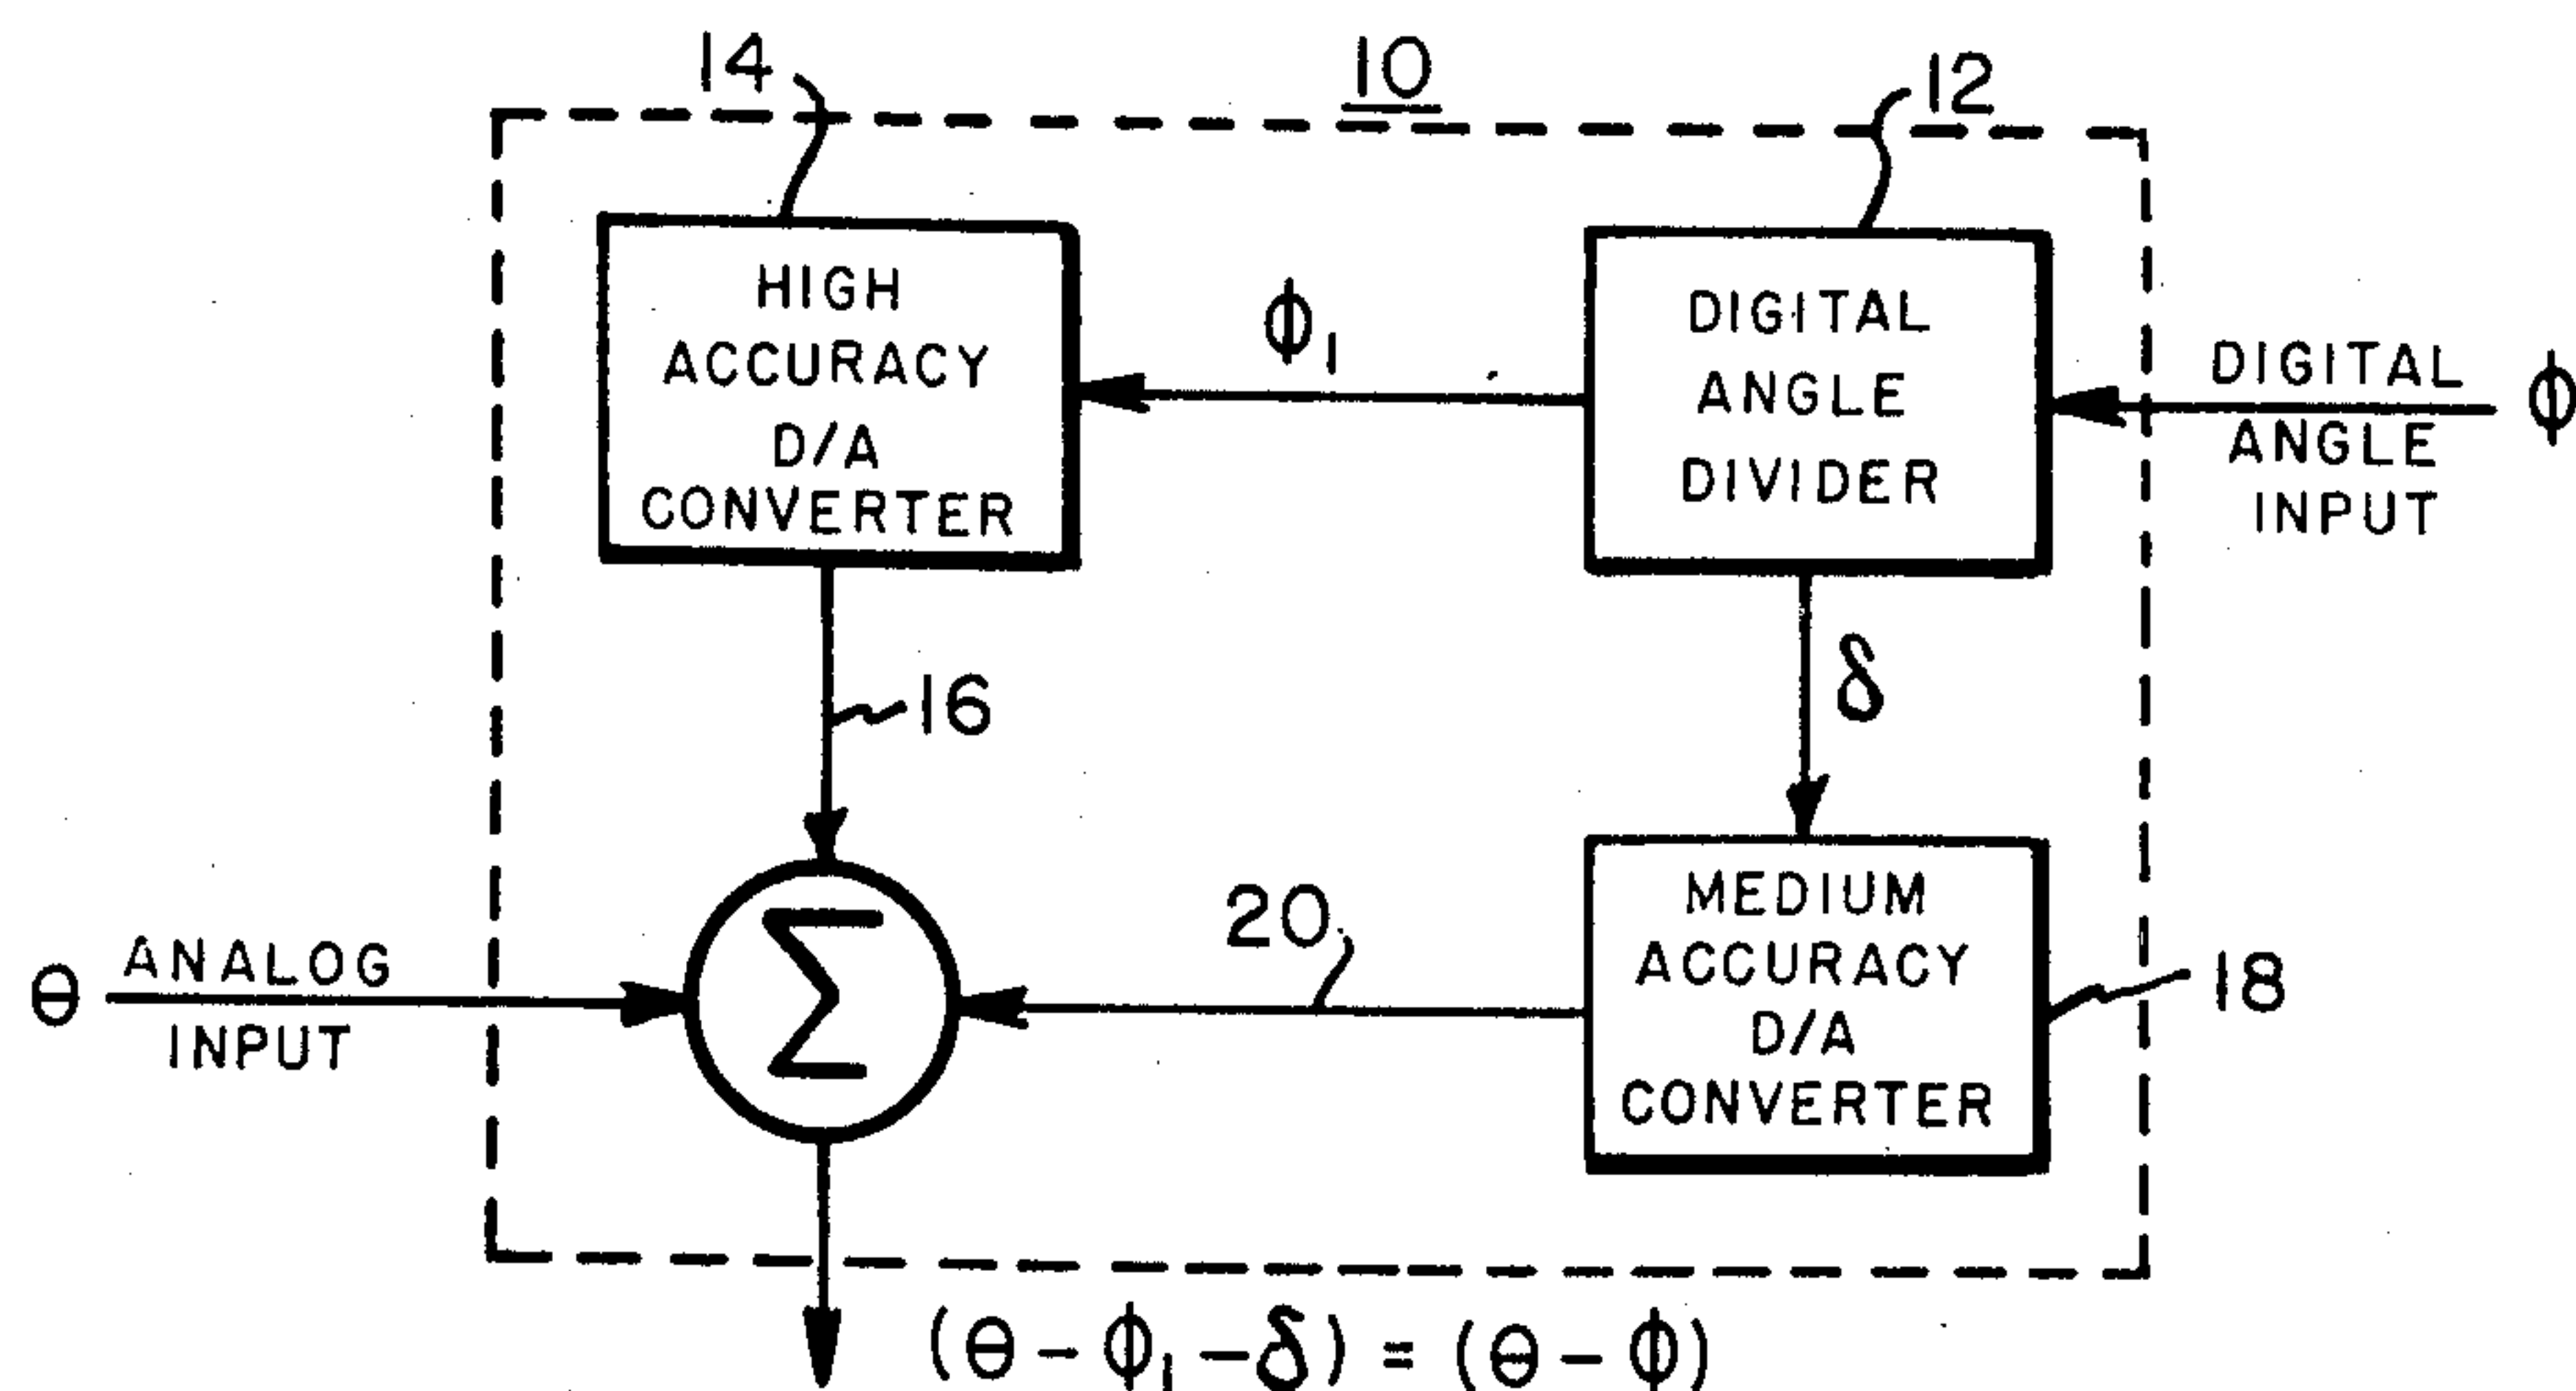 14
10
12
HIGH
ACCURACY
D/A
CONVERTER
ϕ₁
DIGITAL
ANGLE
DIVIDER
DIGITAL
ANGLE
INPUT
ϕ
16
δ
θ
ANALOG
INPUT
Σ
20
MEDIUM
ACCURACY
D/A
CONVERTER
18
(θ - ϕ₁ - δ) = (θ - ϕ)